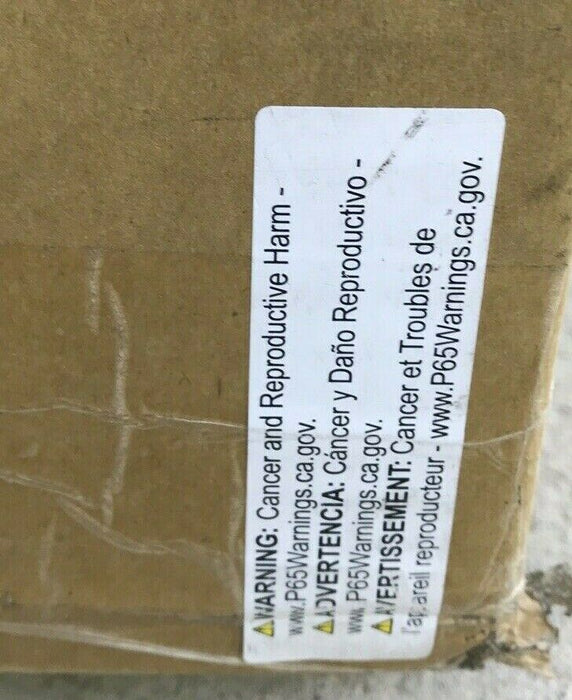 ⚠WARNING: Cancer and Reproductive Harm -
www.P65Warnings.ca.gov.
⚠ADVERTENCIA: Cáncer y Daño Reproductivo -
www.P65Warnings.ca.gov.
⚠AVERTISSEMENT: Cancer et Troubles de
l'appareil reproducteur - www.P65Warnings.ca.gov.